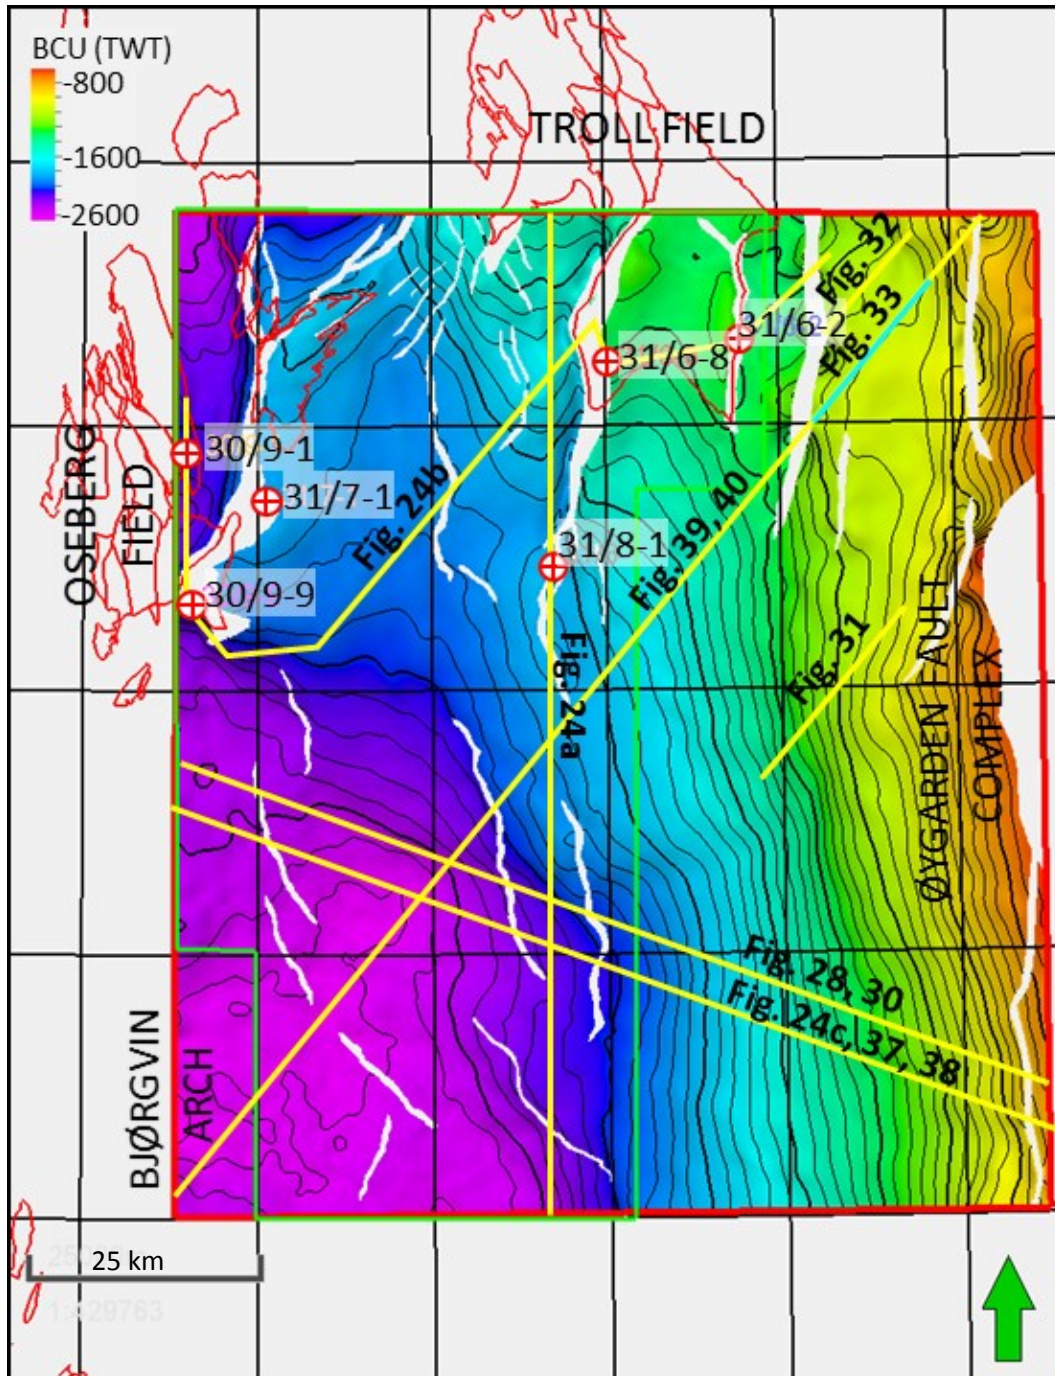 BCU (TWT)
-800
-1600
-2600
TROLL FIELD
Fig. 32
Fig. 33
31/6-2
31/6-8
30/9-1
31/7-1
OSEBERG
FIELD
Fig. 24b
Fig. 39, 40
31/8-1
30/9-9
Fig. 24a
Fig. 31
ØYGARDEN FAULT
COMPLEX
Fig. 28, 30
Fig. 24c, 37, 38
BJØRGVIN
ARCH
25 km
1:429763